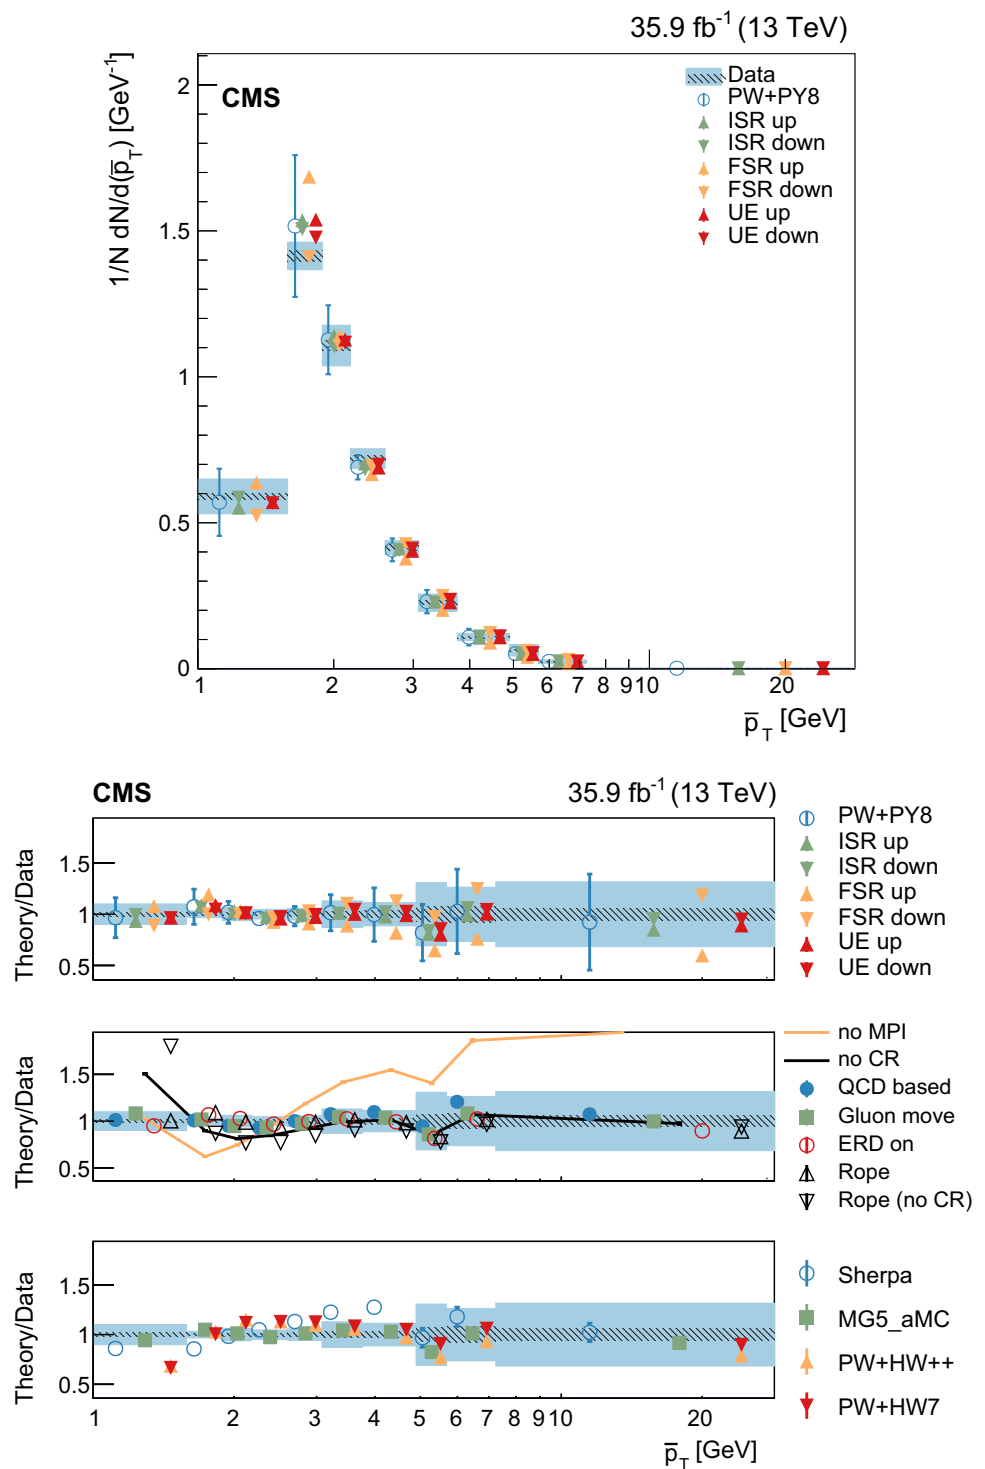 35.9 fb⁻¹ (13 TeV)
1/N dN/d(p̅_T) [GeV⁻¹]
CMS
Data
PW+PY8
ISR up
ISR down
FSR up
FSR down
UE up
UE down
2
1.5
1
0.5
0
1 2 3 4 5 6 7 8 9 10 20
p̅_T [GeV]
CMS 35.9 fb⁻¹ (13 TeV)
Theory/Data
1.5
1
0.5
PW+PY8
ISR up
ISR down
FSR up
FSR down
UE up
UE down
Theory/Data
1.5
1
0.5
no MPI
no CR
QCD based
Gluon move
ERD on
Rope
Rope (no CR)
Theory/Data
1.5
1
0.5
Sherpa
MG5_aMC
PW+HW++
PW+HW7
1 2 3 4 5 6 7 8 9 10 20
p̅_T [GeV]